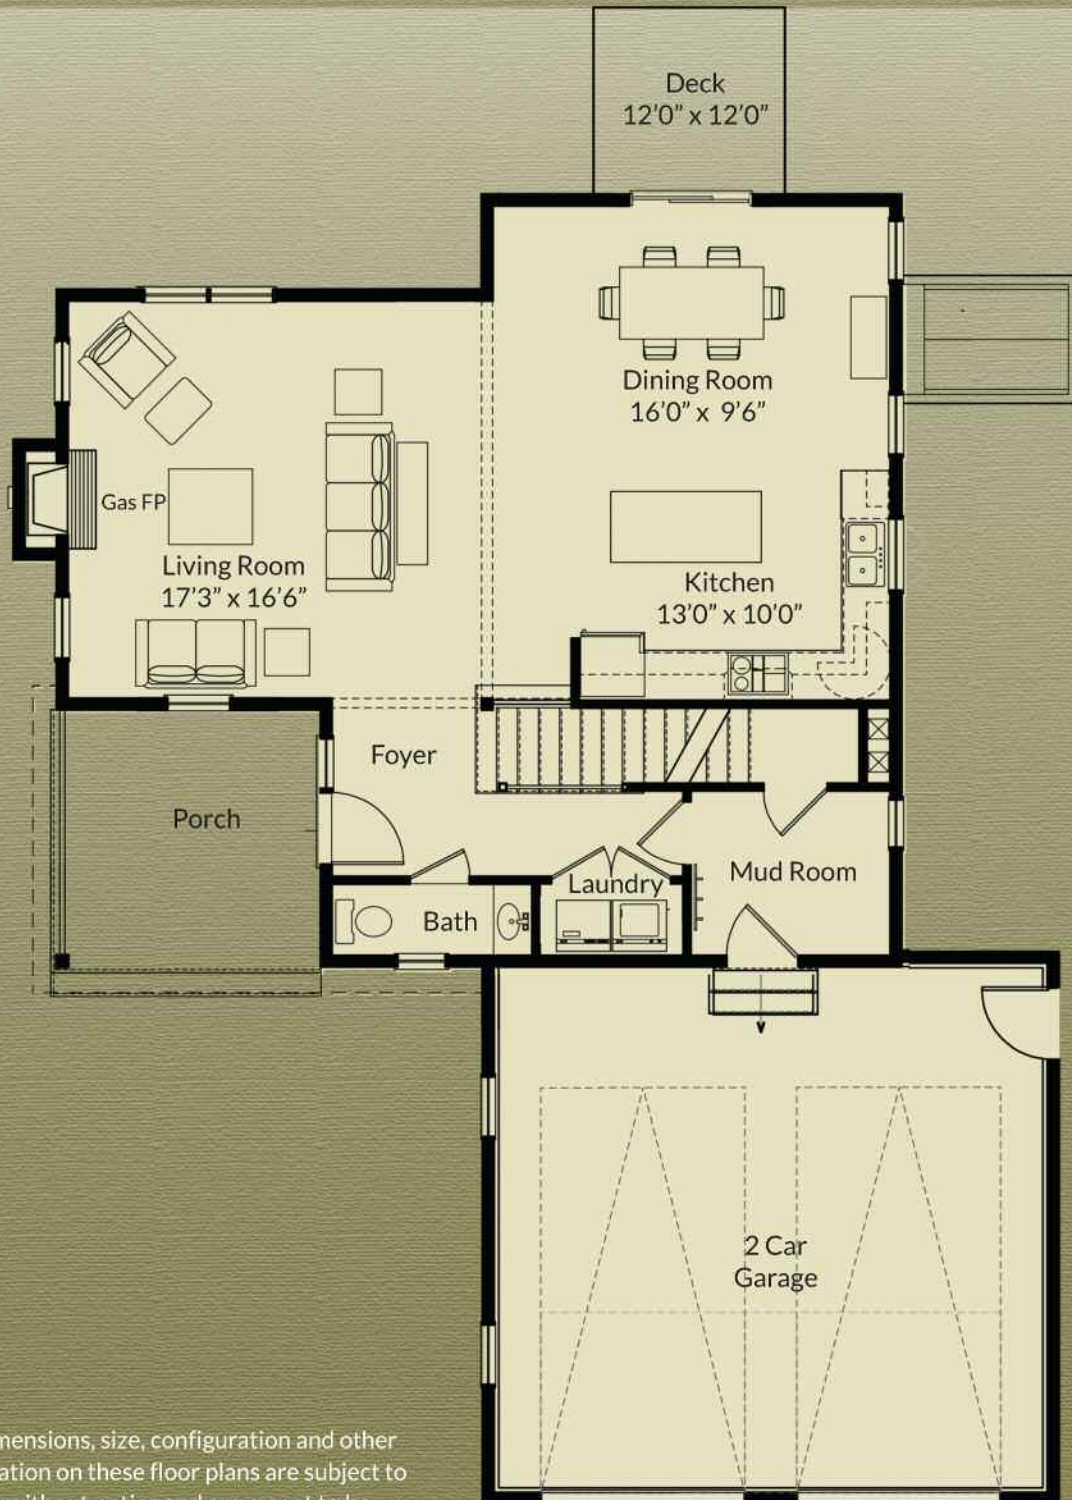 Deck
12'0” x 12'0”
Dining Room
16'0” x 9'6”
Gas FP
Living Room
17'3” x 16'6”
Kitchen
13'0” x 10'0”
Foyer
Porch
Mud Room
Laundry
Bath
2 Car
Garage
size, configuration and other
on these floor plans are subject to